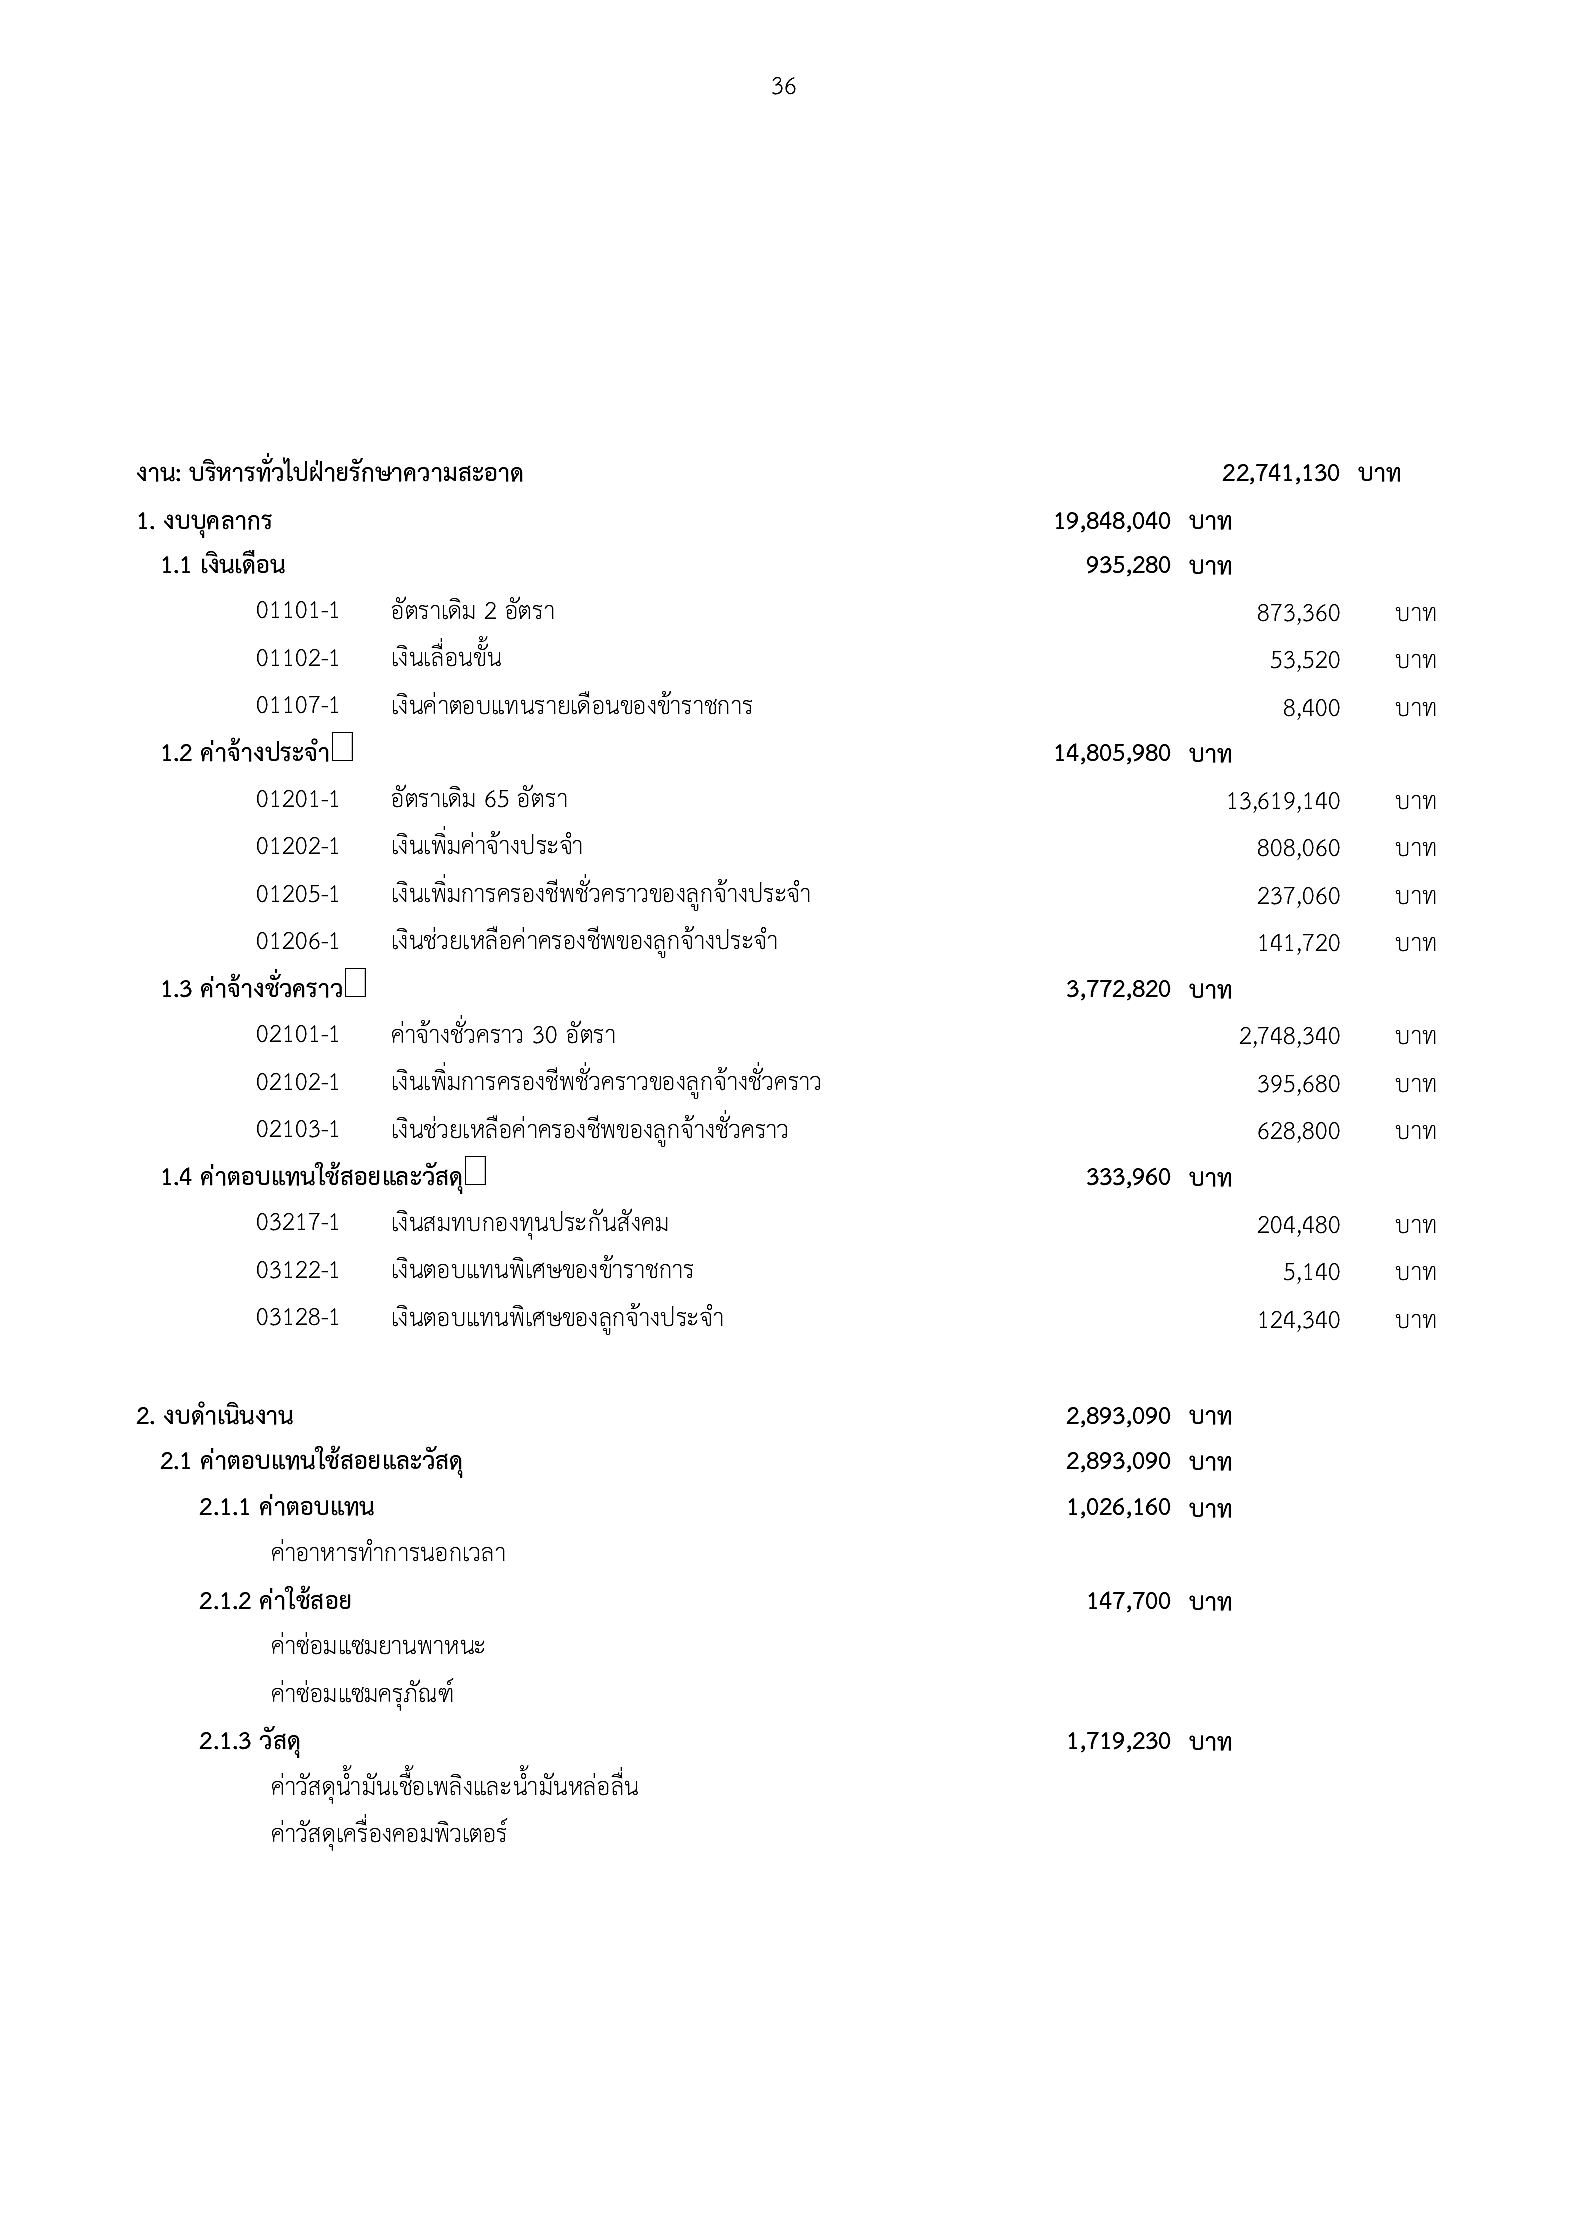 36
งาน: บริหารทั่วไปฝ่ายรักษาความสะอาด 22,741,130 บาท
1. งบบุคลากร 19,848,040 บาท
1.1 เงินเดือน 935,280 บาท
01101-1 อัตราเดิม 2 อัตรา 873,360 บาท
01102-1 เงินเลื่อนขั้น 53,520 บาท
01107-1 เงินค่าตอบแทนรายเดือนของข้าราชการ 8,400 บาท
1.2 ค่าจ้างประจำ 14,805,980 บาท
01201-1 อัตราเดิม 65 อัตรา 13,619,140 บาท
01202-1 เงินเพิ่มค่าจ้างประจำ 808,060 บาท
01205-1 เงินเพิ่มการครองชีพชั่วคราวของลูกจ้างประจำ 237,060 บาท
01206-1 เงินช่วยเหลือค่าครองชีพของลูกจ้างประจำ 141,720 บาท
1.3 ค่าจ้างชั่วคราว 3,772,820 บาท
02101-1 ค่าจ้างชั่วคราว 30 อัตรา 2,748,340 บาท
02102-1 เงินเพิ่มการครองชีพชั่วคราวของลูกจ้างชั่วคราว 395,680 บาท
02103-1 เงินช่วยเหลือค่าครองชีพของลูกจ้างชั่วคราว 628,800 บาท
1.4 ค่าตอบแทนใช้สอยและวัสดุ 333,960 บาท
03217-1 เงินสมทบกองทุนประกันสังคม 204,480 บาท
03122-1 เงินตอบแทนพิเศษของข้าราชการ 5,140 บาท
03128-1 เงินตอบแทนพิเศษของลูกจ้างประจำ 124,340 บาท
2. งบดำเนินงาน 2,893,090 บาท
2.1 ค่าตอบแทนใช้สอยและวัสดุ 2,893,090 บาท
2.1.1 ค่าตอบแทน 1,026,160 บาท
ค่าอาหารทำการนอกเวลา
2.1.2 ค่าใช้สอย 147,700 บาท
ค่าซ่อมแซมยานพาหนะ
ค่าซ่อมแซมครุภัณฑ์
2.1.3 วัสดุ 1,719,230 บาท
ค่าวัสดุน้ำมันเชื้อเพลิงและน้ำมันหล่อลื่น
ค่าวัสดุเครื่องคอมพิวเตอร์